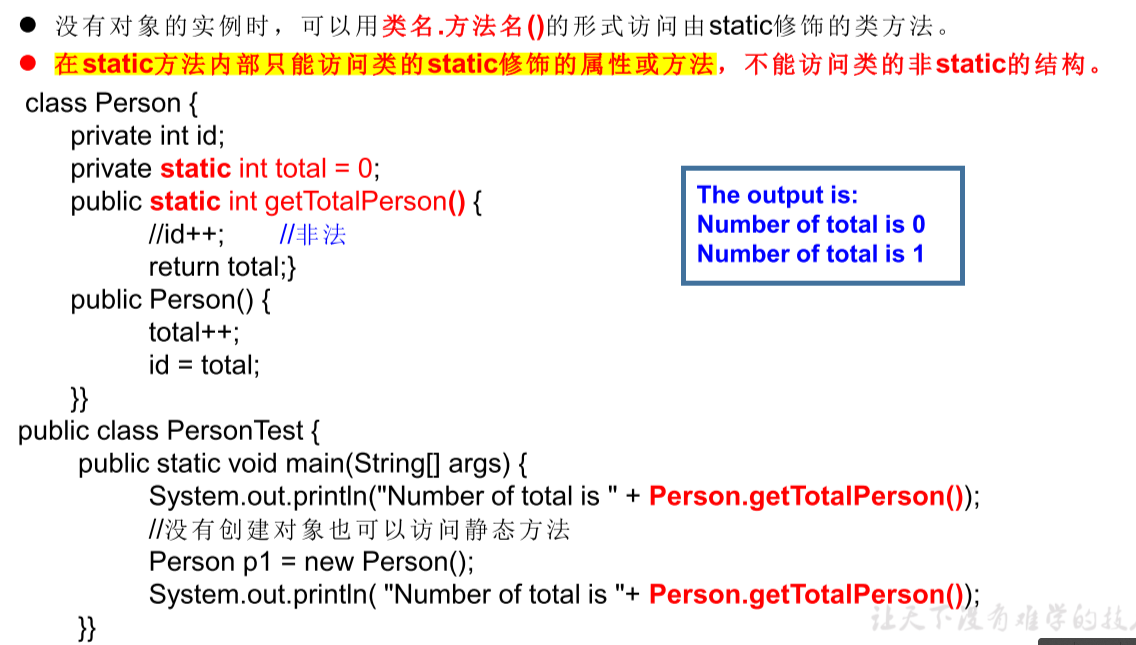 ● 没有对象的实例时，可以用类名.方法名()的形式访问由static修饰的类方法。
● 在static方法内部只能访问类的static修饰的属性或方法，不能访问类的非static的结构。
class Person {
private int id;
private static int total = 0;
public static int getTotalPerson() {
//id++; //非法
return total;}
public Person() {
total++;
id = total;
}}
The output is:
Number of total is 0
Number of total is 1
public class PersonTest {
public static void main(String[] args) {
System.out.println("Number of total is " + Person.getTotalPerson());
//没有创建对象也可以访问静态方法
Person p1 = new Person();
System.out.println( "Number of total is "+ Person.getTotalPerson());
}}
让天下没有难学的技